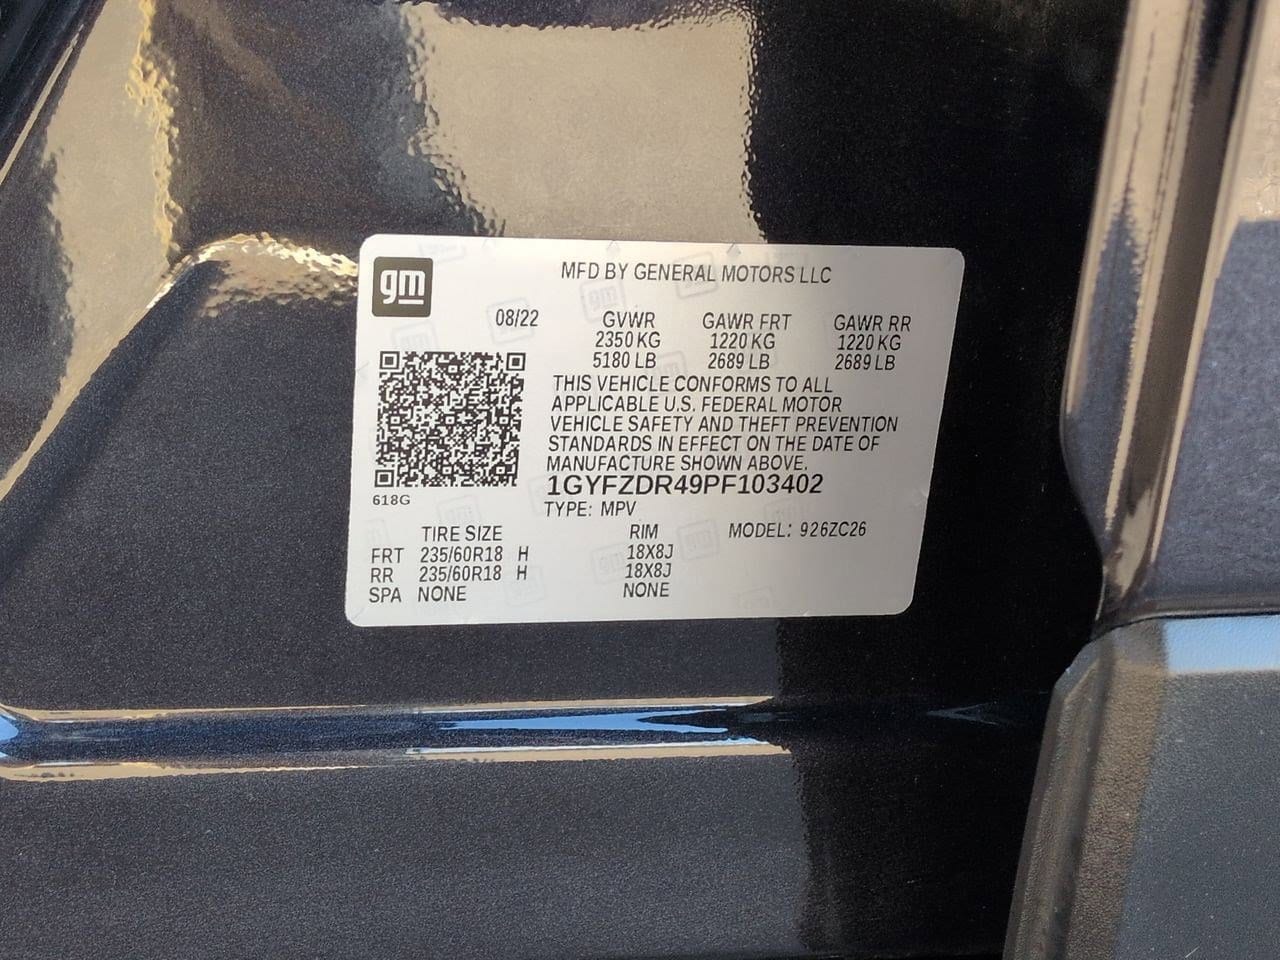 gm
MFD BY GENERAL MOTORS LLC
08/22
GVWR GAWR FRT GAWR RR
2350 KG 1220 KG 1220 KG
5180 LB 2689 LB 2689 LB
THIS VEHICLE CONFORMS TO ALL
APPLICABLE U.S. FEDERAL MOTOR
VEHICLE SAFETY AND THEFT PREVENTION
STANDARDS IN EFFECT ON THE DATE OF
MANUFACTURE SHOWN ABOVE.
618G
1GYFZDR49PF103402
TYPE: MPV
TIRE SIZE RIM MODEL: 926ZC26
FRT 235/60R18 H 18X8J
RR 235/60R18 H 18X8J
SPA NONE NONE